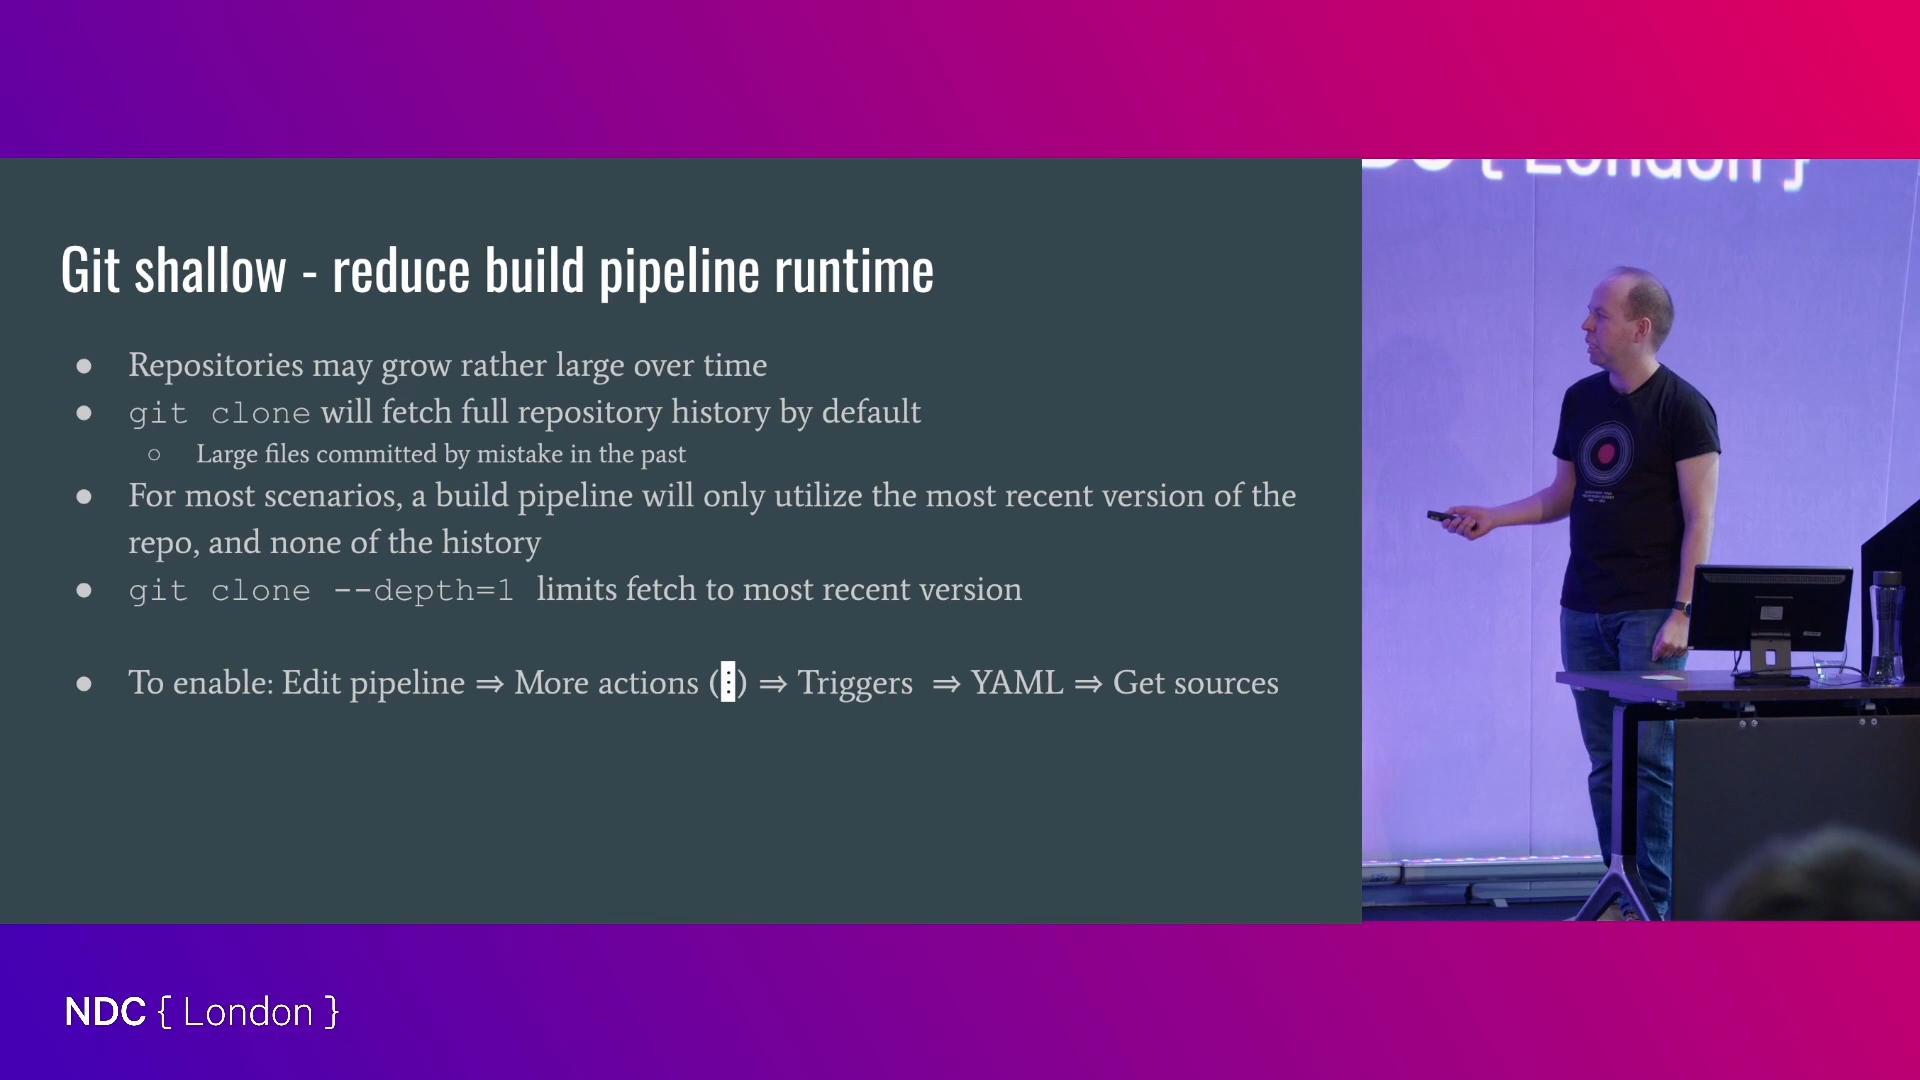 { London }
Git shallow - reduce build pipeline runtime
● Repositories may grow rather large over time
● git clone will fetch full repository history by default
○ Large files committed by mistake in the past
● For most scenarios, a build pipeline will only utilize the most recent version of the
repo, and none of the history
● git clone --depth=1 limits fetch to most recent version
● To enable: Edit pipeline ⇒ More actions (⋮) ⇒ Triggers ⇒ YAML ⇒ Get sources
NDC { London }